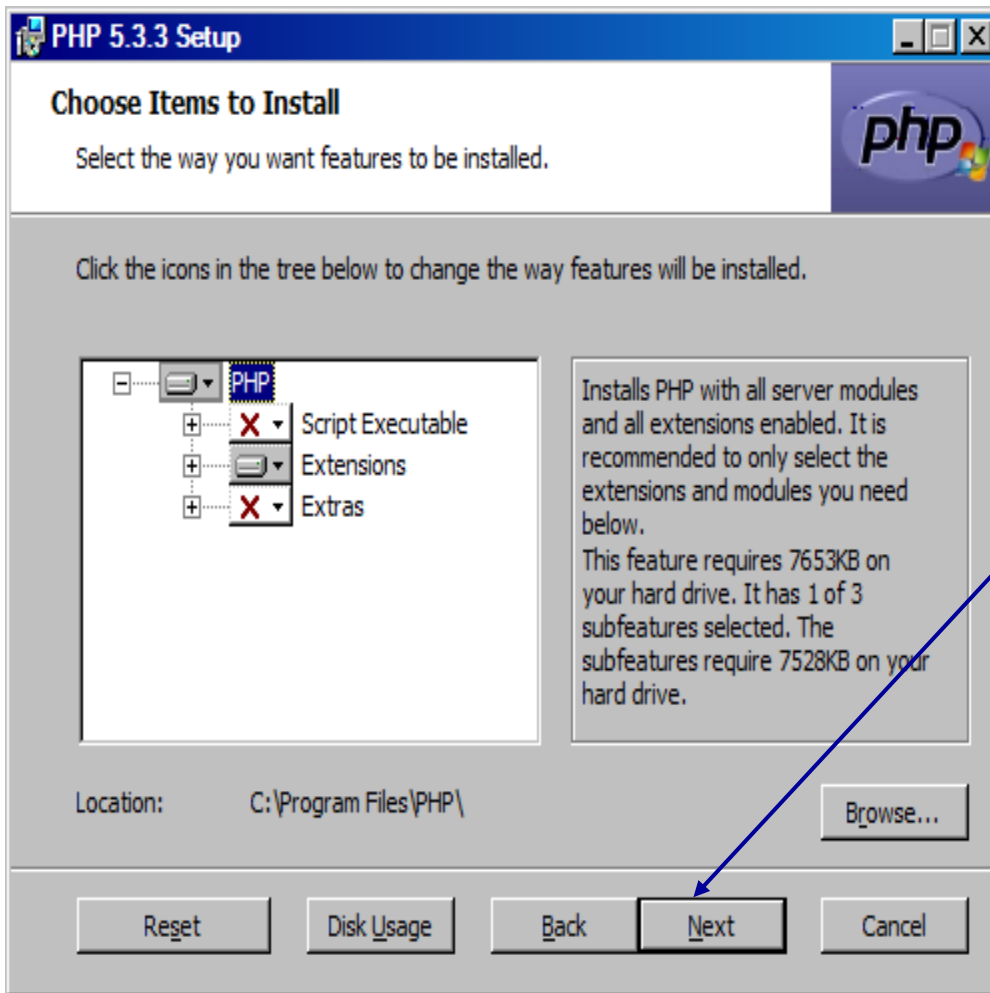 PHP 5.3.3 Setup
Choose Items to Install
Select the way you want features to be installed.
php
Click the icons in the tree below to change the way features will be installed.
PHP
Script Executable
Extensions
Extras
Installs PHP with all server modules
and all extensions enabled. It is
recommended to only select the
extensions and modules you need
below.
This feature requires 7653KB on
your hard drive. It has 1 of 3
subfeatures selected. The
subfeatures require 7528KB on your
hard drive.
Location: C:\Program Files\PHP\
Browse...
Reset Disk Usage Back Next Cancel